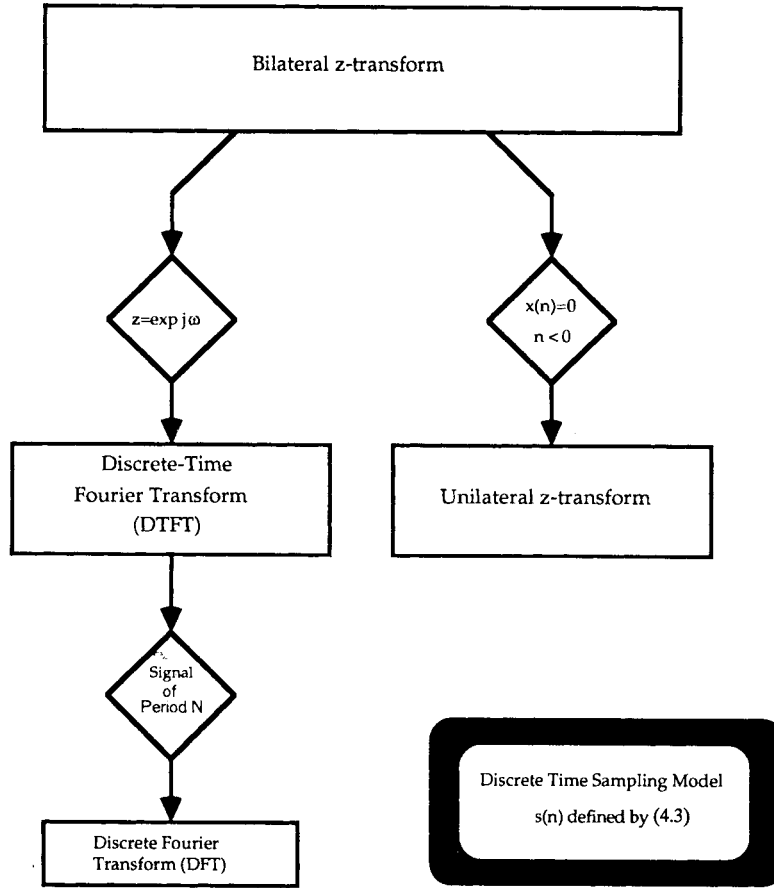 Bilateral z-transform
z=exp jω
x(n)=0
n < 0
Discrete-Time
Fourier Transform
(DTFT)
Unilateral z-transform
Signal
of
Period N
Discrete Time Sampling Model
s(n) defined by (4.3)
Discrete Fourier
Transform (DFT)